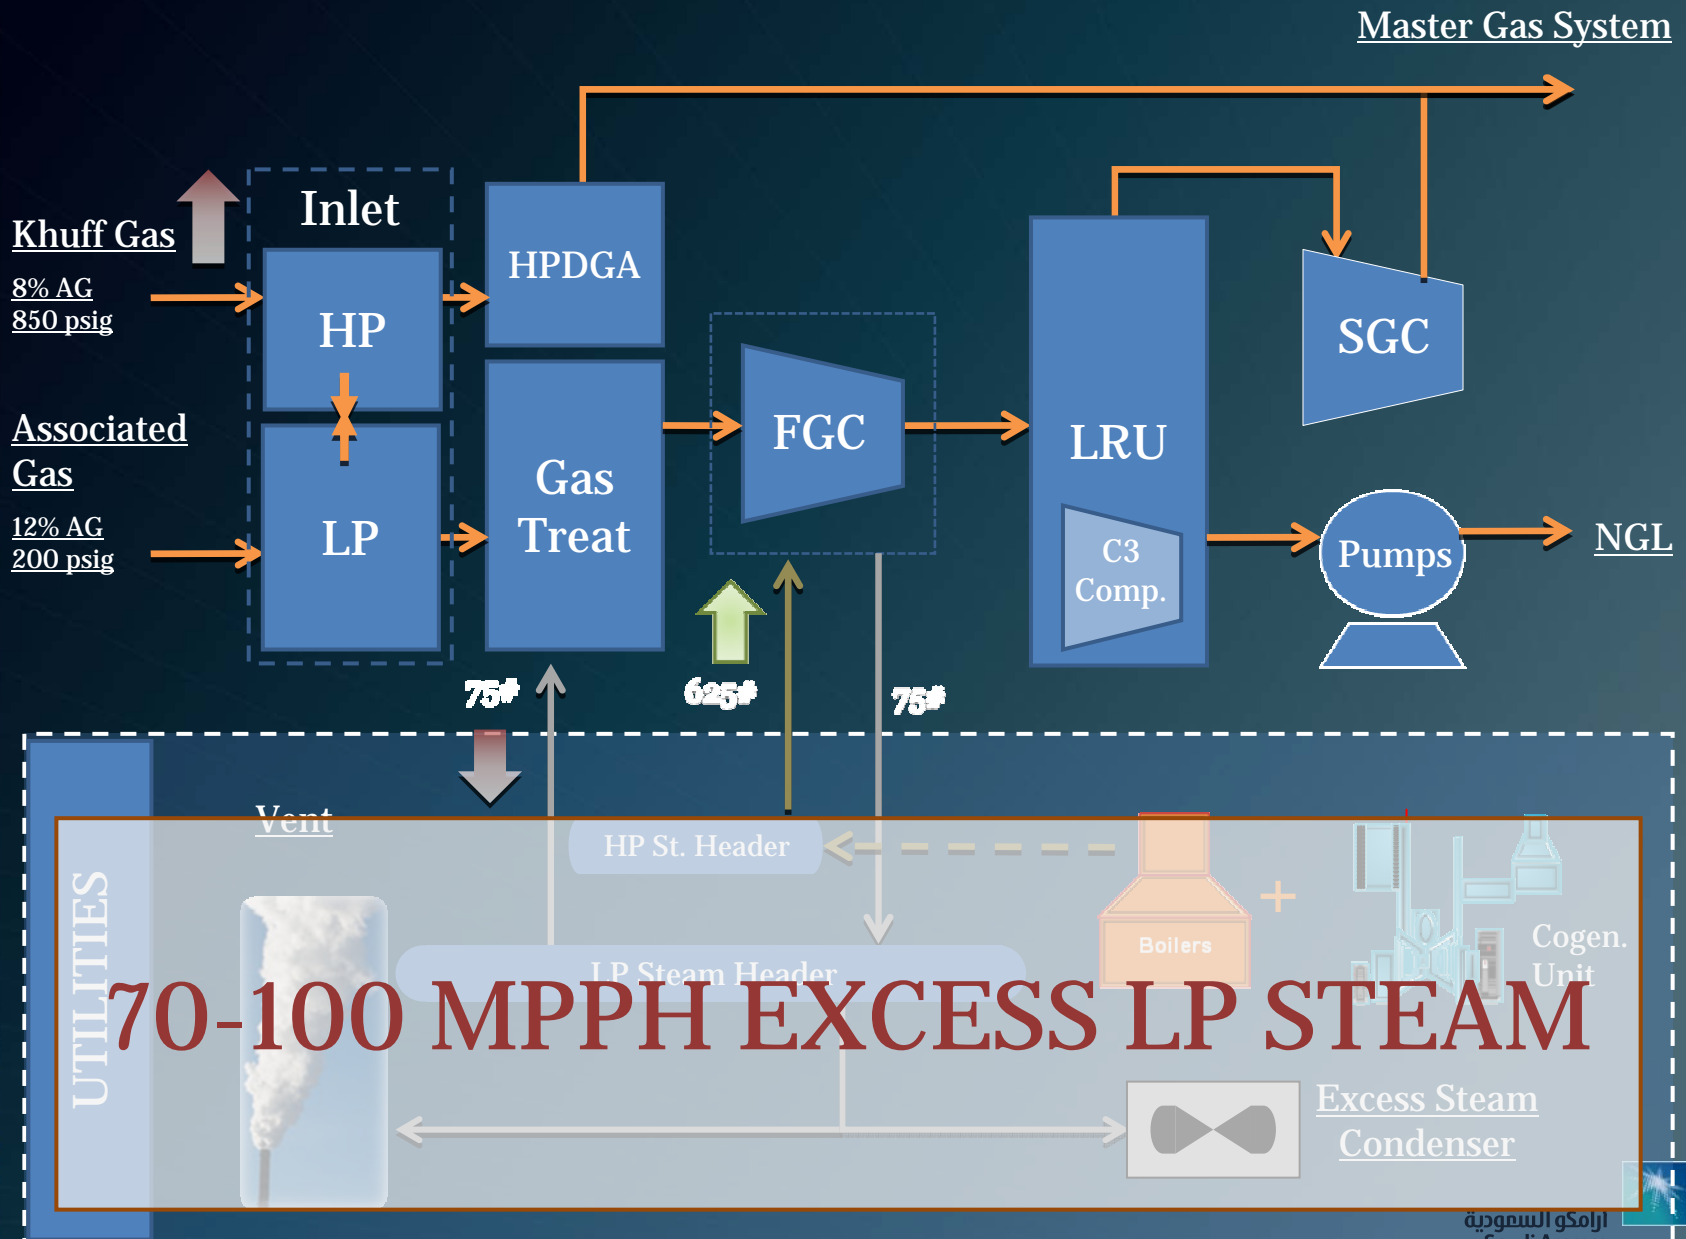 Master Gas System
Inlet
Khuff Gas
8% AG
850 psig
HP
HPDGA
Associated
Gas
12% AG
200 psig
LP
Gas
Treat
FGC
LRU
C3
Comp.
SGC
Pumps
NGL
75#
625#
75#
UTILITIES
Vent
HP St. Header
LP Steam Header
Boilers
+
Cogen.
Unit
70-100 MPPH EXCESS LP STEAM
Excess Steam
Condenser
أرامكو السعودية